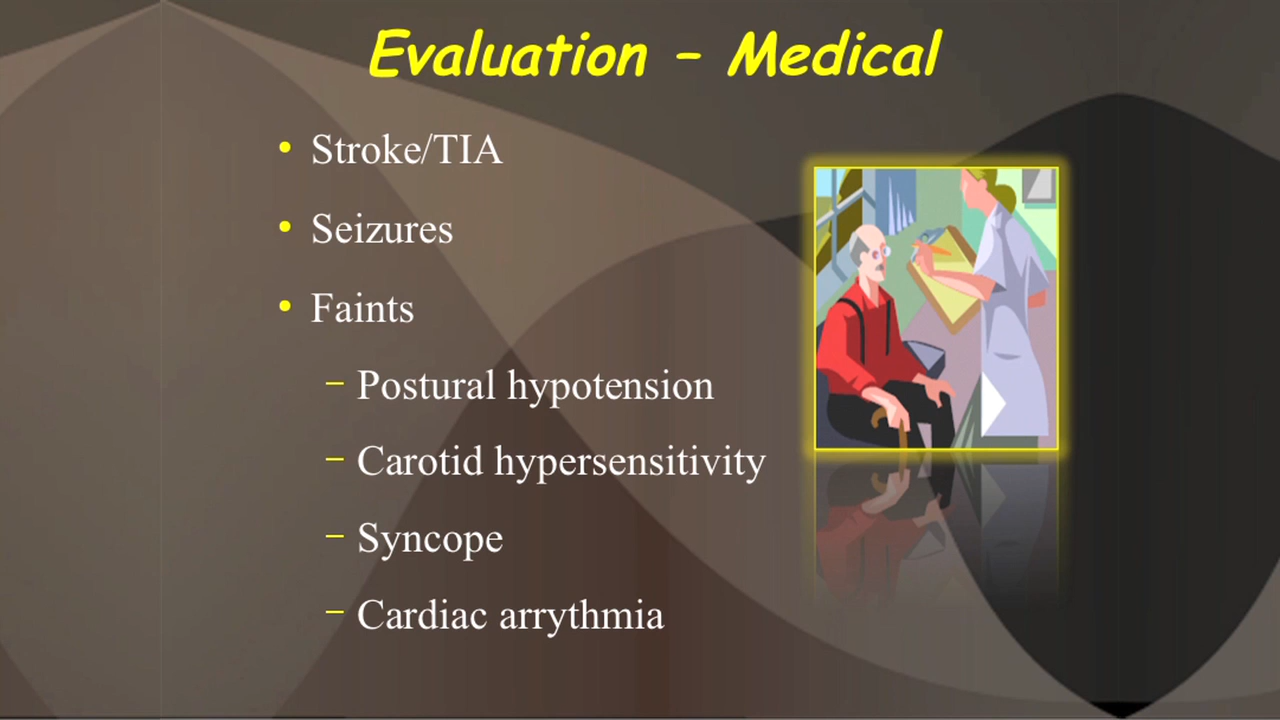 Evaluation – Medical
• Stroke/TIA
• Seizures
• Faints
– Postural hypotension
– Carotid hypersensitivity
– Syncope
– Cardiac arrythmia